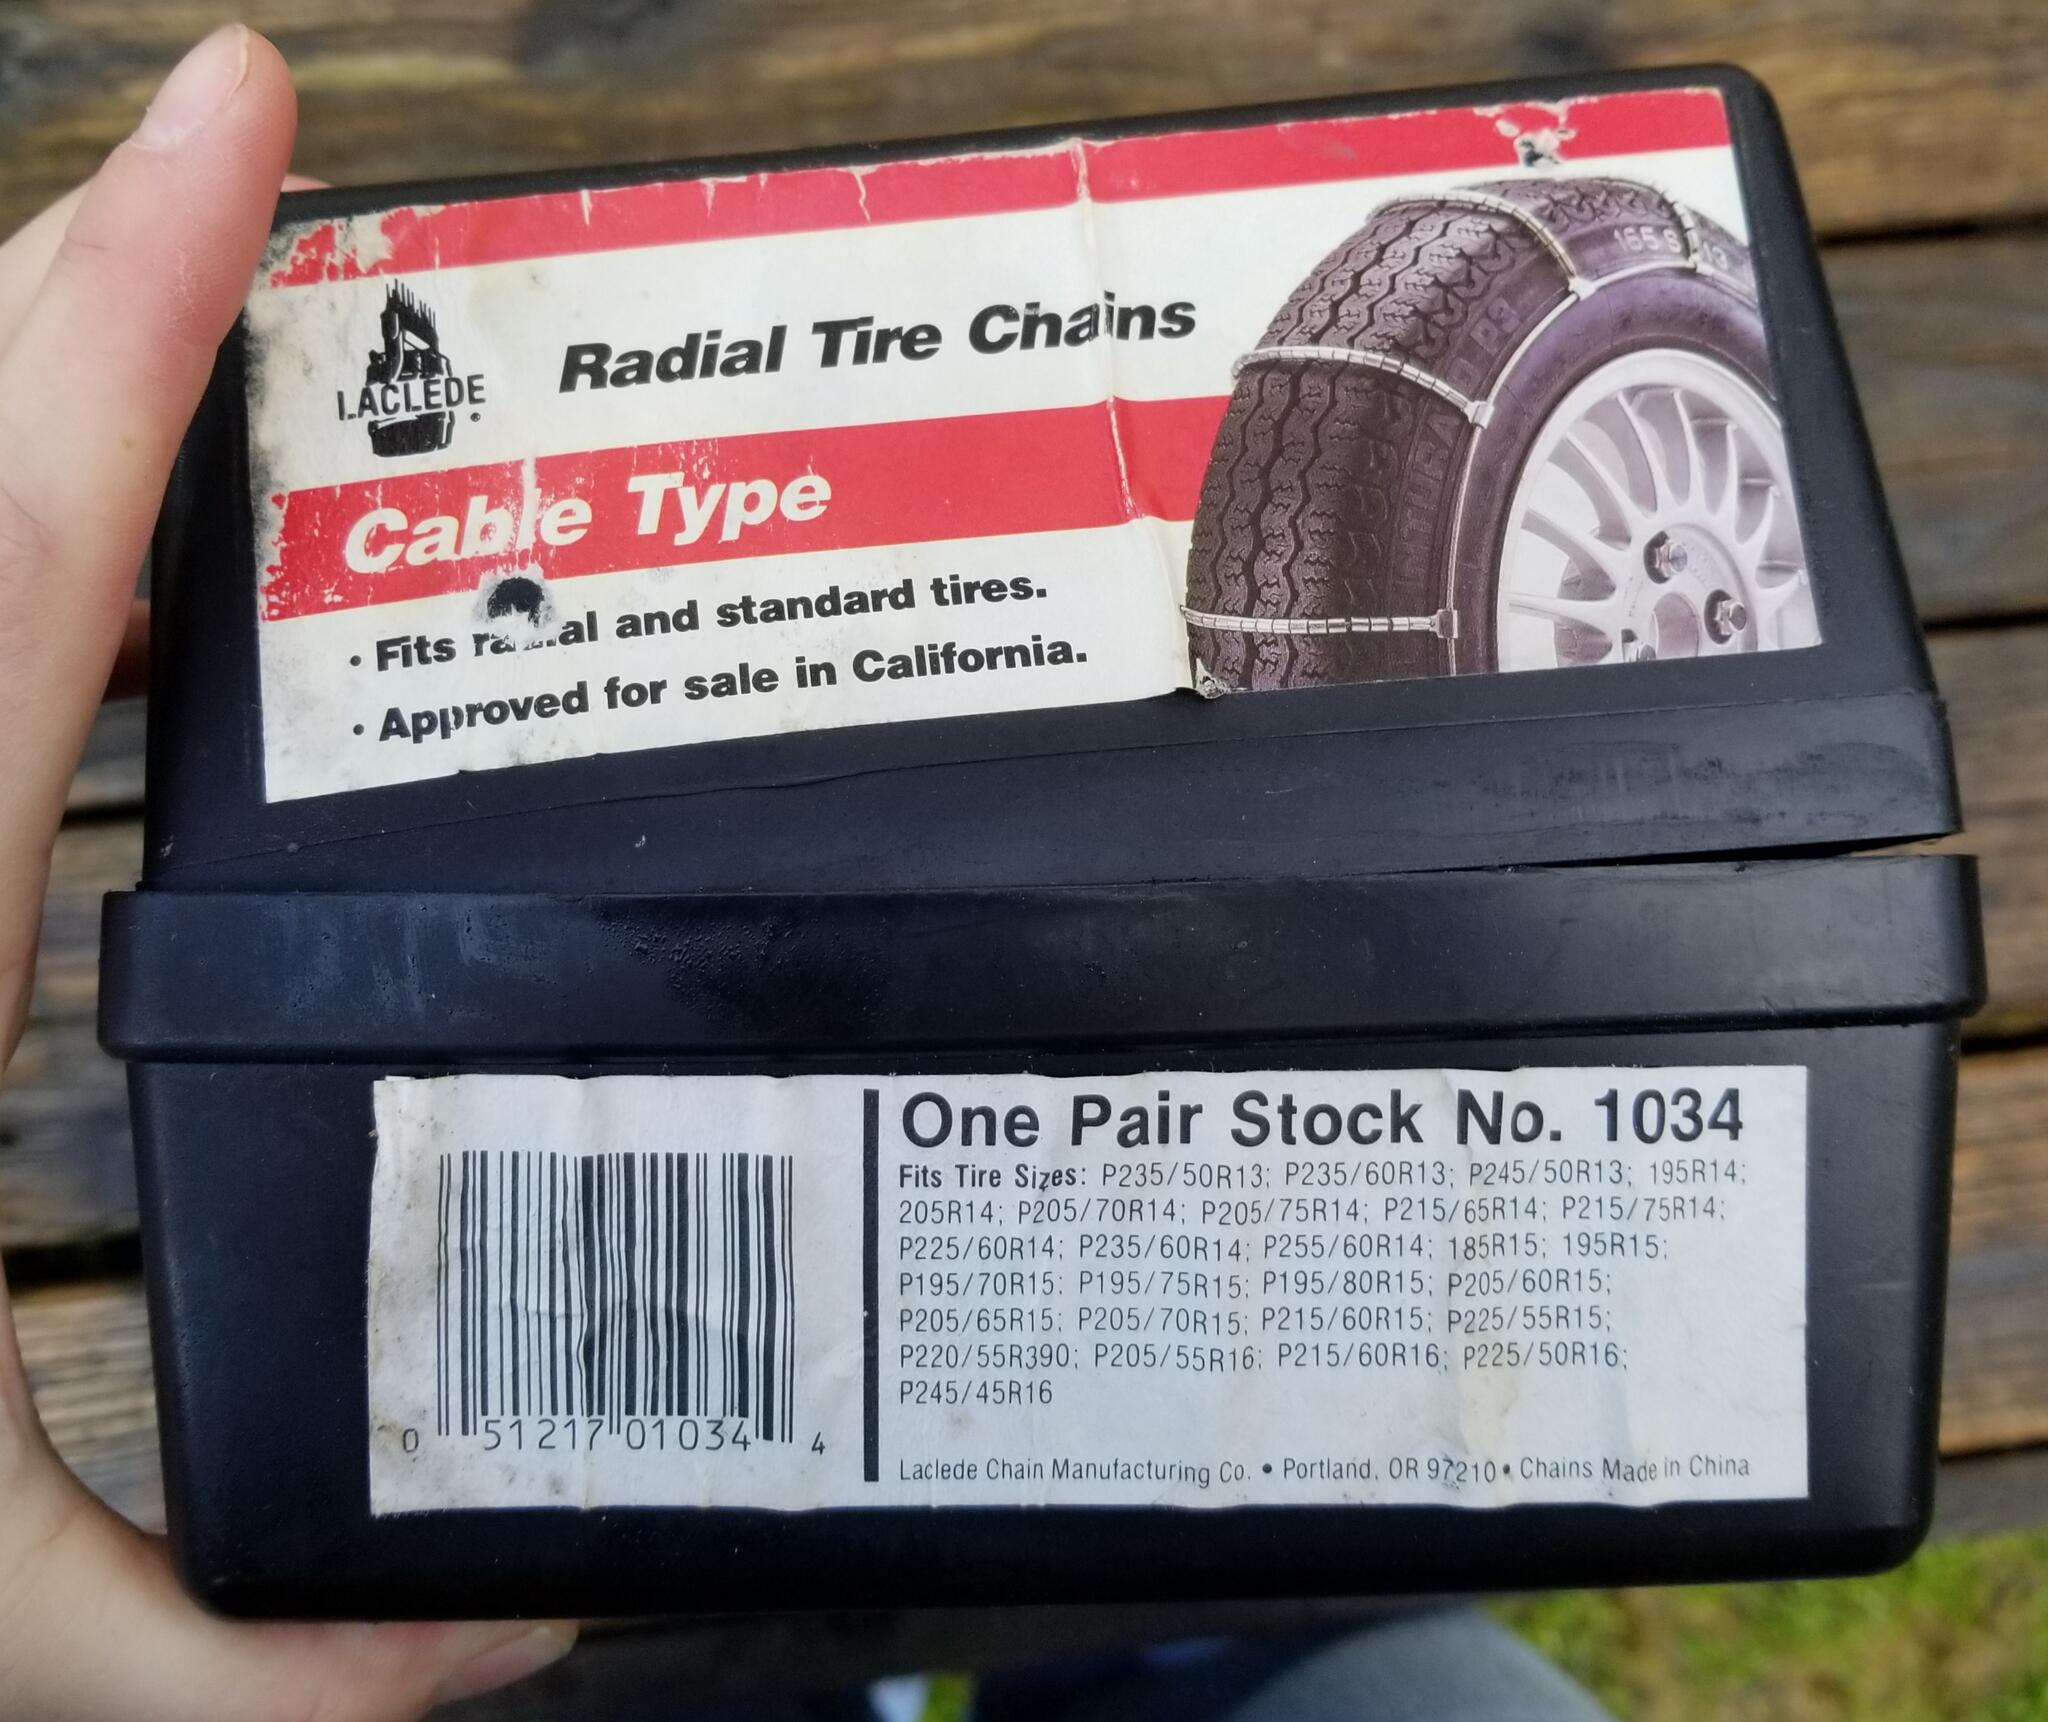 LACLEDE
Radial Tire Chains
Cable Type
• Fits radial and standard tires.
• Approved for sale in California.
One Pair Stock No. 1034
Fits Tire Sizes: P235/50R13; P235/60R13; P245/50R13; 195R14;
205R14; P205/70R14; P205/75R14; P215/65R14; P215/75R14;
P225/60R14; P235/60R14; P255/60R14; 185R15; 195R15;
P195/70R15; P195/75R15; P195/80R15; P205/60R15;
P205/65R15; P205/70R15; P215/60R15; P225/55R15;
P220/55R390; P205/55R16; P215/60R16; P225/50R16;
P245/45R16
Laclede Chain Manufacturing Co. • Portland, OR 97210 • Chains Made in China
0 51217 01034 4